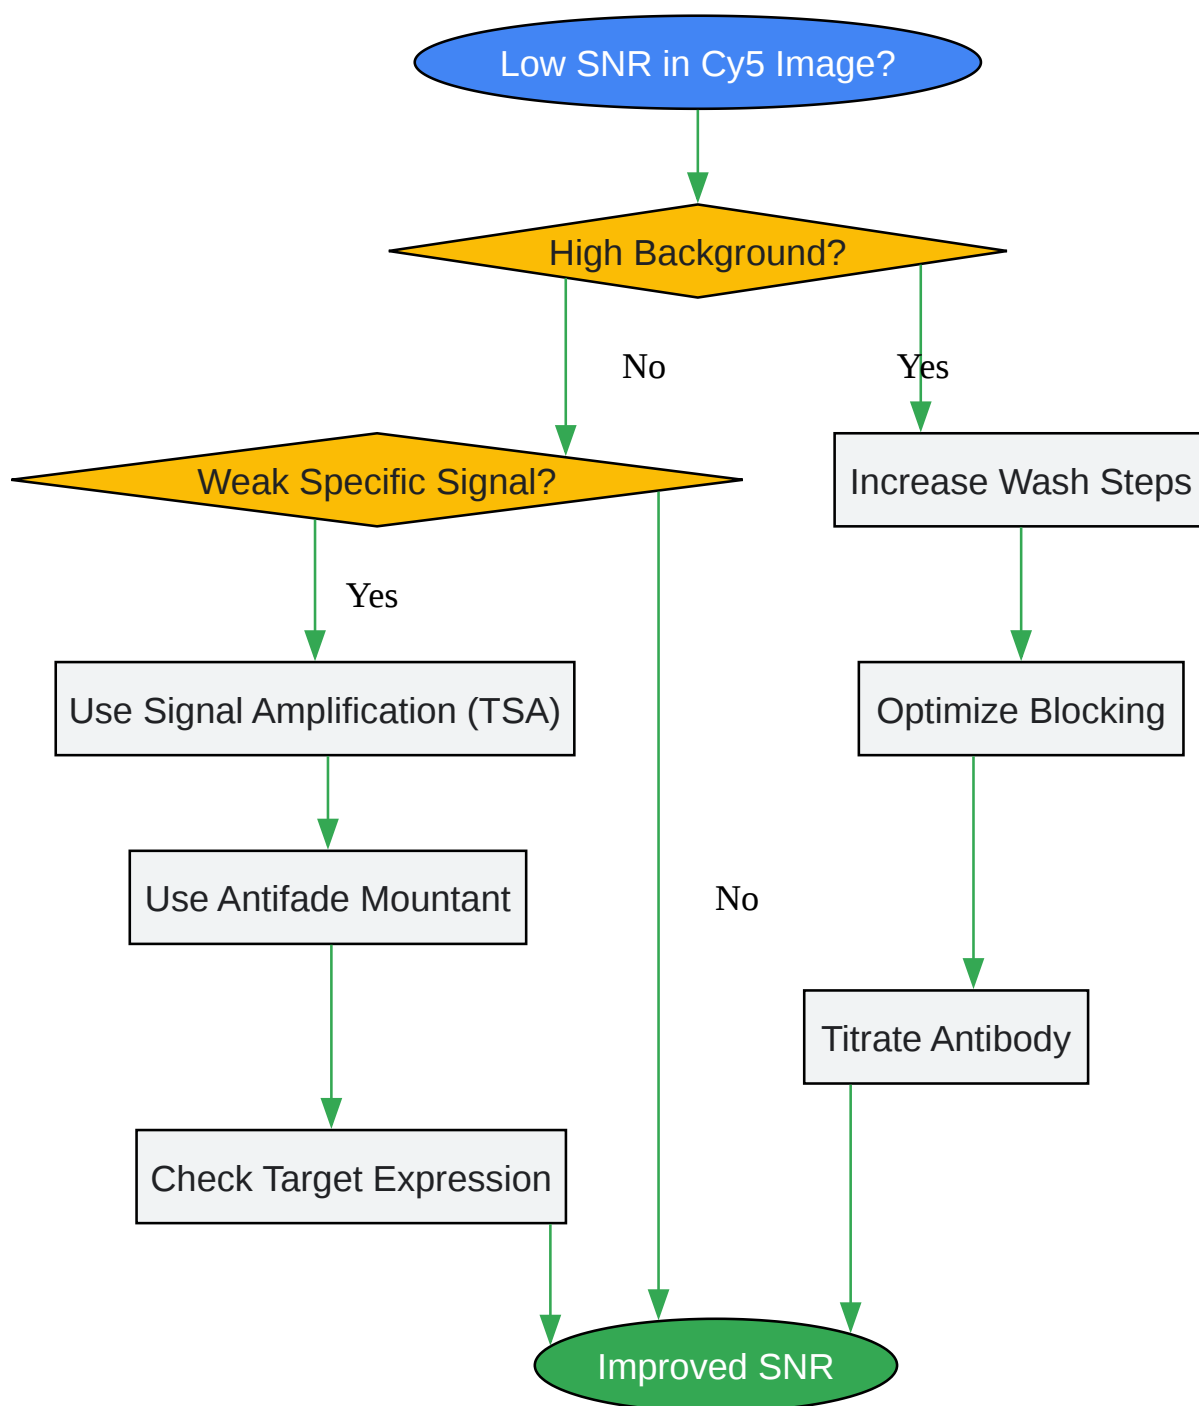 Low SNR in Cy5 Image?
High Background?
No
Yes
Weak Specific Signal?
Increase Wash Steps
Yes
Use Signal Amplification (TSA)
Optimize Blocking
Use Antifade Mountant
No
Titrate Antibody
Check Target Expression
Improved SNR